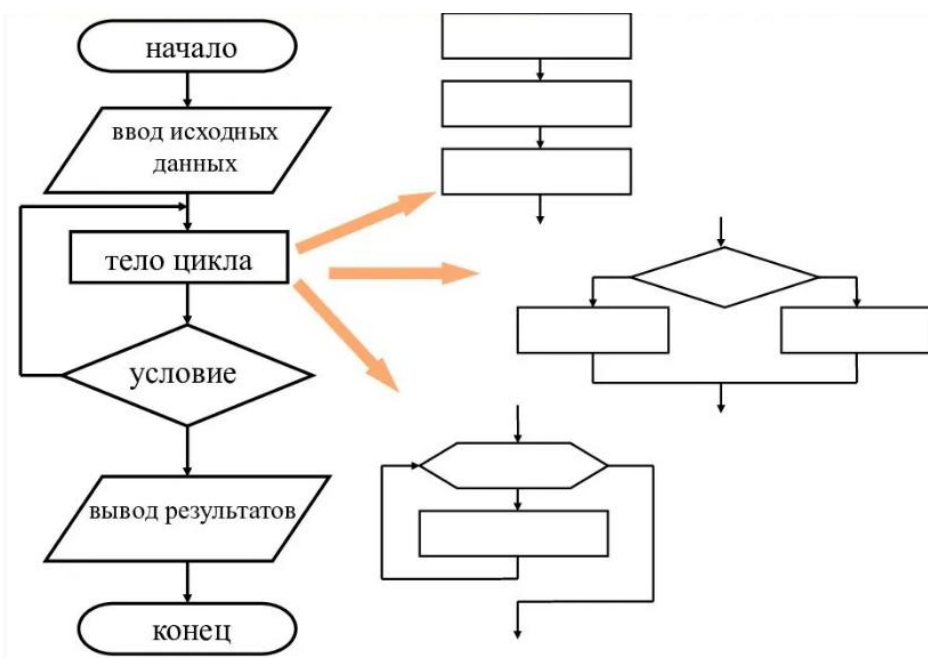 начало
ввод исходных
данных
тело цикла
условие
вывод результатов
конец